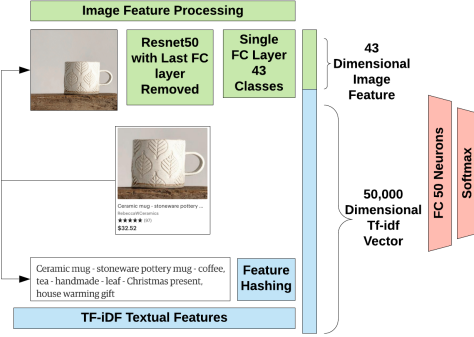 Image Feature Processing
Resnet50
with Last FC
layer
Removed
Single
FC Layer
43
Classes
43
Dimensional
Image
Feature
Ceramic mug - stoneware pottery ...
RebeccaWCeramics
(97)
$32.52
50,000
Dimensional
Tf-idf
Vector
FC 50 Neurons
Softmax
Ceramic mug - stoneware pottery mug - coffee,
tea - handmade - leaf - Christmas present,
house warming gift
Feature
Hashing
TF-iDF Textual Features